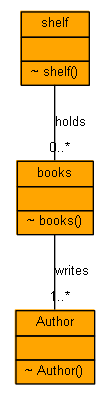 shelf
~ shelf()
holds
0..*
books
~ books()
writes
1..*
Author
~ Author()